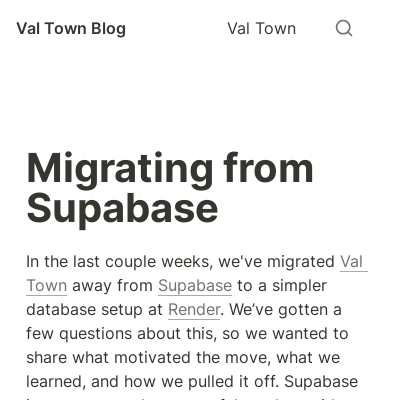 Val Town Blog
Val Town
Migrating from
Supabase
In the last couple weeks, we've migrated Val
Town away from Supabase to a simpler
database setup at Render. We’ve gotten a
few questions about this, so we wanted to
share what motivated the move, what we
learned, and how we pulled it off. Supabase